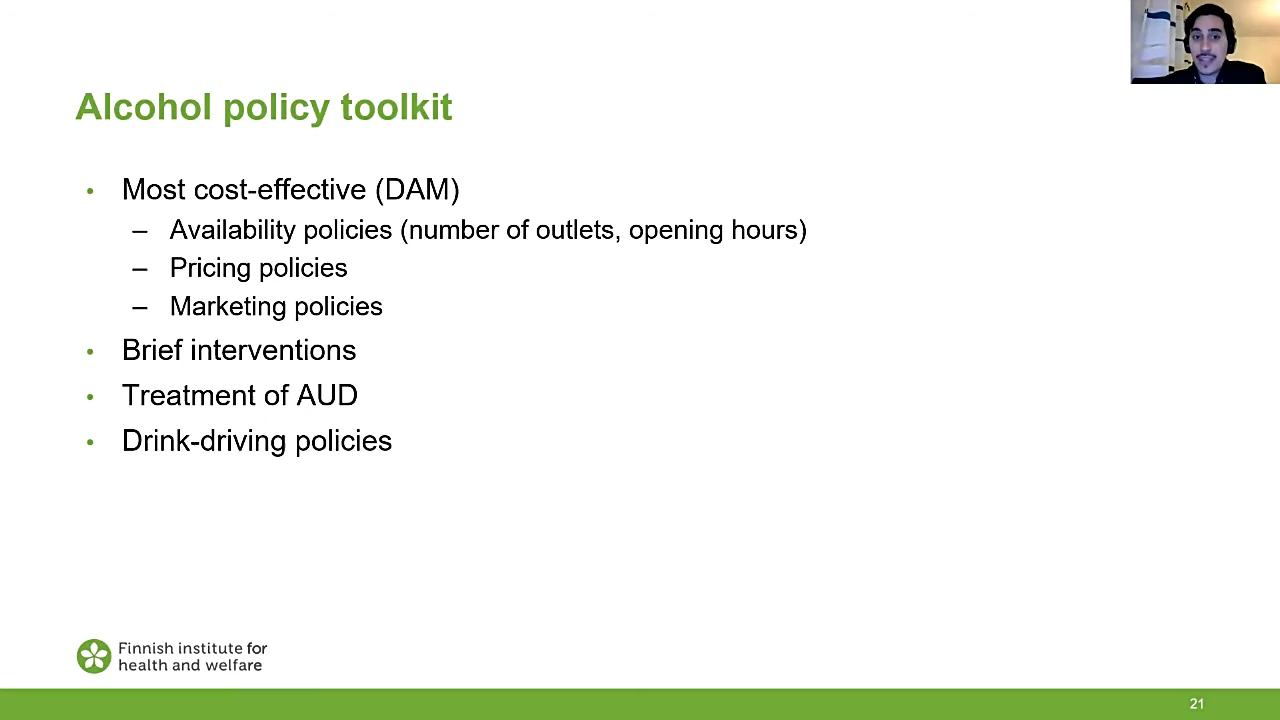 Alcohol policy toolkit
• Most cost-effective (DAM)
– Availability policies (number of outlets, opening hours)
– Pricing policies
– Marketing policies
• Brief interventions
• Treatment of AUD
• Drink-driving policies
Finnish institute for
health and welfare
21